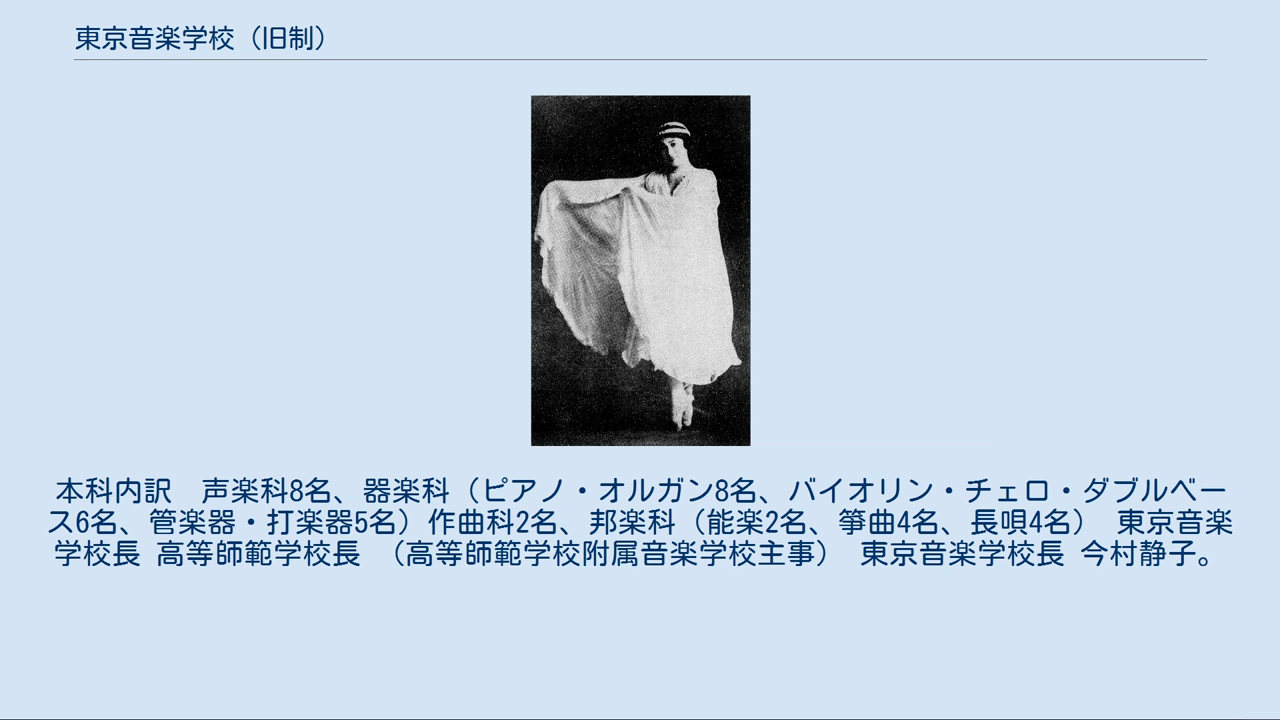 東京音楽学校（旧制）
本科内訳　声楽科8名、器楽科（ピアノ・オルガン8名、バイオリン・チェロ・ダブルベー
ス6名、管楽器・打楽器5名）作曲科2名、邦楽科（能楽2名、箏曲4名、長唄4名） 東京音楽
学校長 高等師範学校長 （高等師範学校附属音楽学校主事） 東京音楽学校長 今村静子。